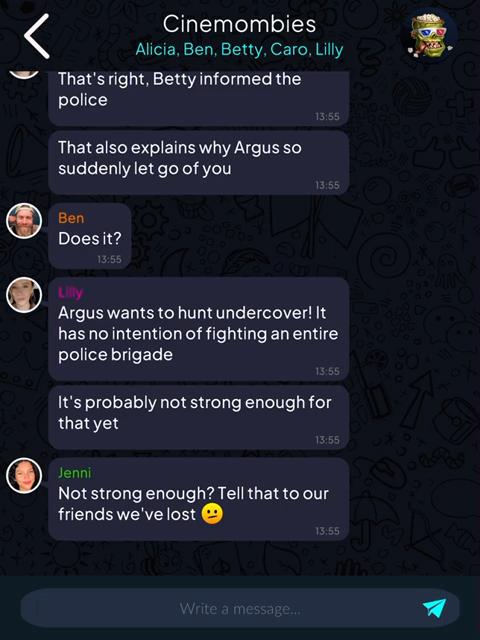 Cinemombies
Alicia, Ben, Betty, Caro, Lilly
That's right, Betty informed the
police
13:55
That also explains why Argus so
suddenly let go of you
13:55
Ben
Does it?
13:55
Lilly
Argus wants to hunt undercover! It
has no intention of fighting an entire
police brigade
13:55
It's probably not strong enough for
that yet
13:55
Jenni
Not strong enough? Tell that to our
friends we've lost 🫤
13:55
Write a message...